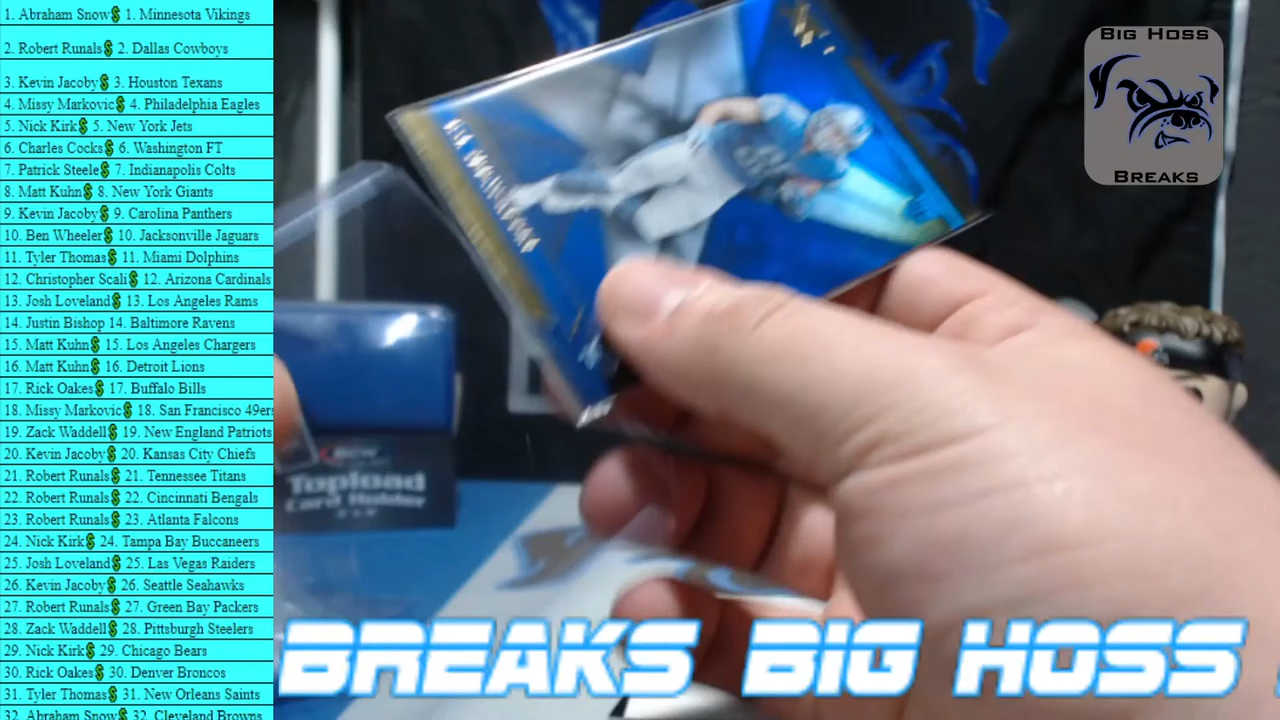 1. Abraham Snow$ 1. Minnesota Vikings
2. Robert Runals$ 2. Dallas Cowboys
3. Kevin Jacoby$ 3. Houston Texans
4. Missy Markovic$ 4. Philadelphia Eagles
5. Nick Kirk$ 5. New York Jets
6. Charles Cocks$ 6. Washington FT
7. Patrick Steele$ 7. Indianapolis Colts
8. Matt Kuhn$ 8. New York Giants
9. Kevin Jacoby$ 9. Carolina Panthers
10. Ben Wheeler$ 10. Jacksonville Jaguars
11. Tyler Thomas$ 11. Miami Dolphins
12. Christopher Scali$ 12. Arizona Cardinals
13. Josh Loveland$ 13. Los Angeles Rams
14. Justin Bishop 14. Baltimore Ravens
15. Matt Kuhn$ 15. Los Angeles Chargers
16. Matt Kuhn$ 16. Detroit Lions
17. Rick Oakes$ 17. Buffalo Bills
18. Missy Markovic$ 18. San Francisco 49ers
19. Zack Waddell$ 19. New England Patriots
20. Kevin Jacoby$ 20. Kansas City Chiefs
21. Robert Runals$ 21. Tennessee Titans
22. Robert Runals$ 22. Cincinnati Bengals
23. Robert Runals$ 23. Atlanta Falcons
24. Nick Kirk$ 24. Tampa Bay Buccaneers
25. Josh Loveland$ 25. Las Vegas Raiders
26. Kevin Jacoby$ 26. Seattle Seahawks
27. Robert Runals$ 27. Green Bay Packers
28. Zack Waddell$ 28. Pittsburgh Steelers
29. Nick Kirk$ 29. Chicago Bears
30. Rick Oakes$ 30. Denver Broncos
31. Tyler Thomas$ 31. New Orleans Saints
32. Abraham Snow$ 32. Cleveland Browns
BIG HOSS
BREAKS
Topload
Card Holder
BREAKS BIG HOSS